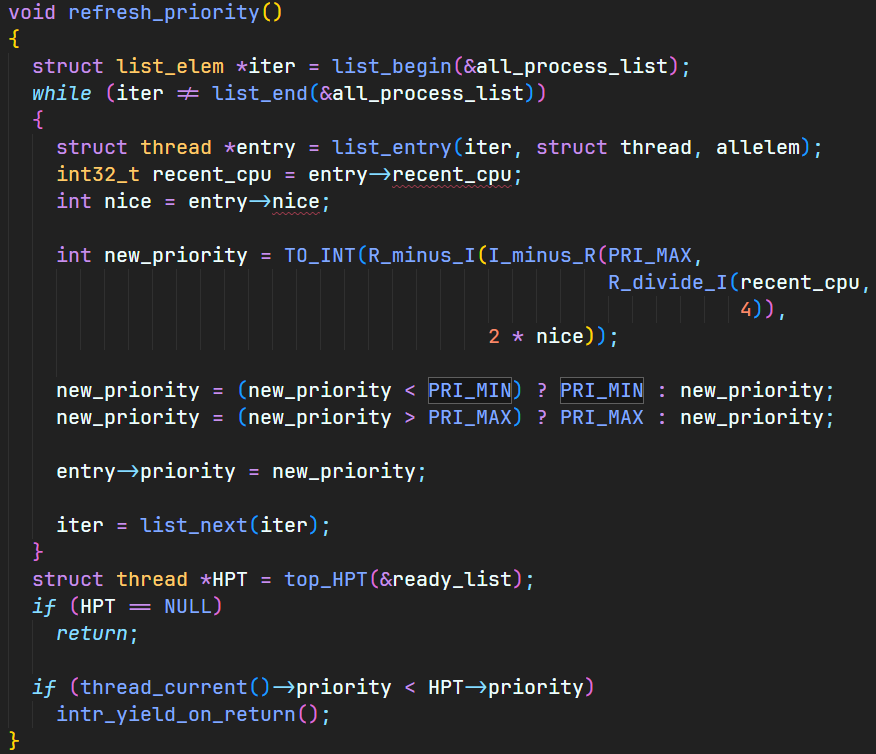 void refresh_priority()
{
  struct list_elem *iter = list_begin(&all_process_list);
  while (iter != list_end(&all_process_list))
  {
    struct thread *entry = list_entry(iter, struct thread, allelem);
    int32_t recent_cpu = entry->recent_cpu;
    int nice = entry->nice;

    int new_priority = TO_INT(R_minus_I(I_minus_R(PRI_MAX,
                                                  R_divide_I(recent_cpu,
                                                             4)),
                                        2 * nice));

    new_priority = (new_priority < PRI_MIN) ? PRI_MIN : new_priority;
    new_priority = (new_priority > PRI_MAX) ? PRI_MAX : new_priority;

    entry->priority = new_priority;

    iter = list_next(iter);
  }
  struct thread *HPT = top_HPT(&ready_list);
  if (HPT == NULL)
    return;

  if (thread_current()->priority < HPT->priority)
    intr_yield_on_return();
}